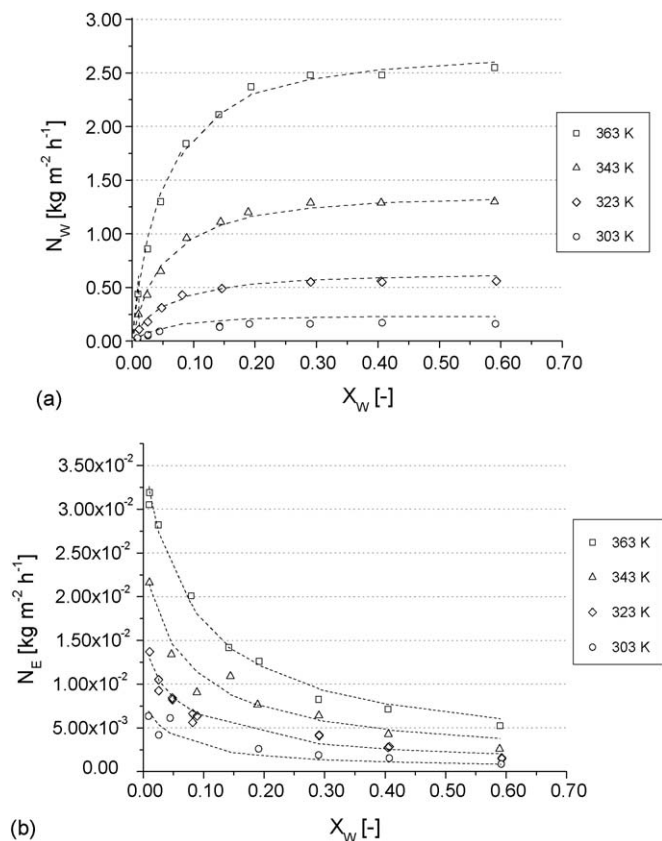 3.00
2.50
2.00
1.50
1.00
0.50
0.00
N_W [kg m⁻² h⁻¹]
0.00 0.10 0.20 0.30 0.40 0.50 0.60 0.70
X_W [-]
363 K
343 K
323 K
303 K
(a)
3.50x10⁻²
3.00x10⁻²
2.50x10⁻²
2.00x10⁻²
1.50x10⁻²
1.00x10⁻²
5.00x10⁻³
0.00
N_E [kg m⁻² h⁻¹]
0.00 0.10 0.20 0.30 0.40 0.50 0.60 0.70
X_W [-]
363 K
343 K
323 K
303 K
(b)